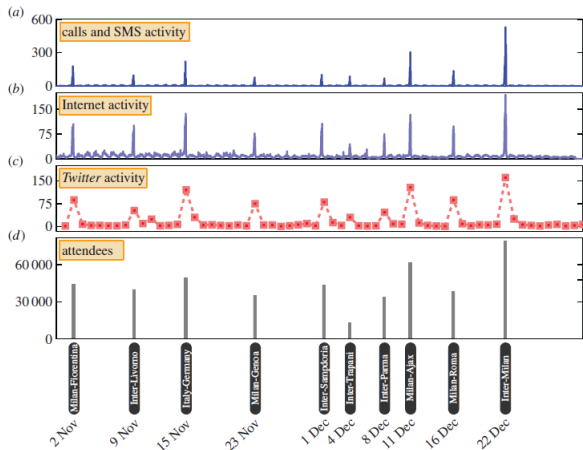 (a)
calls and SMS activity
600
300
0
(b)
Internet activity
150
75
0
(c)
Twitter activity
150
75
0
(d)
attendees
60 000
30 000
0
Milan-Fiorentina
Inter-Livorno
Italy-Germany
Milan-Genoa
Inter-Sampdoria
Inter-Trapani
Inter-Parma
Milan-Ajax
Milan-Roma
Inter-Milan
2 Nov
9 Nov
15 Nov
23 Nov
1 Dec
4 Dec
8 Dec
11 Dec
16 Dec
22 Dec